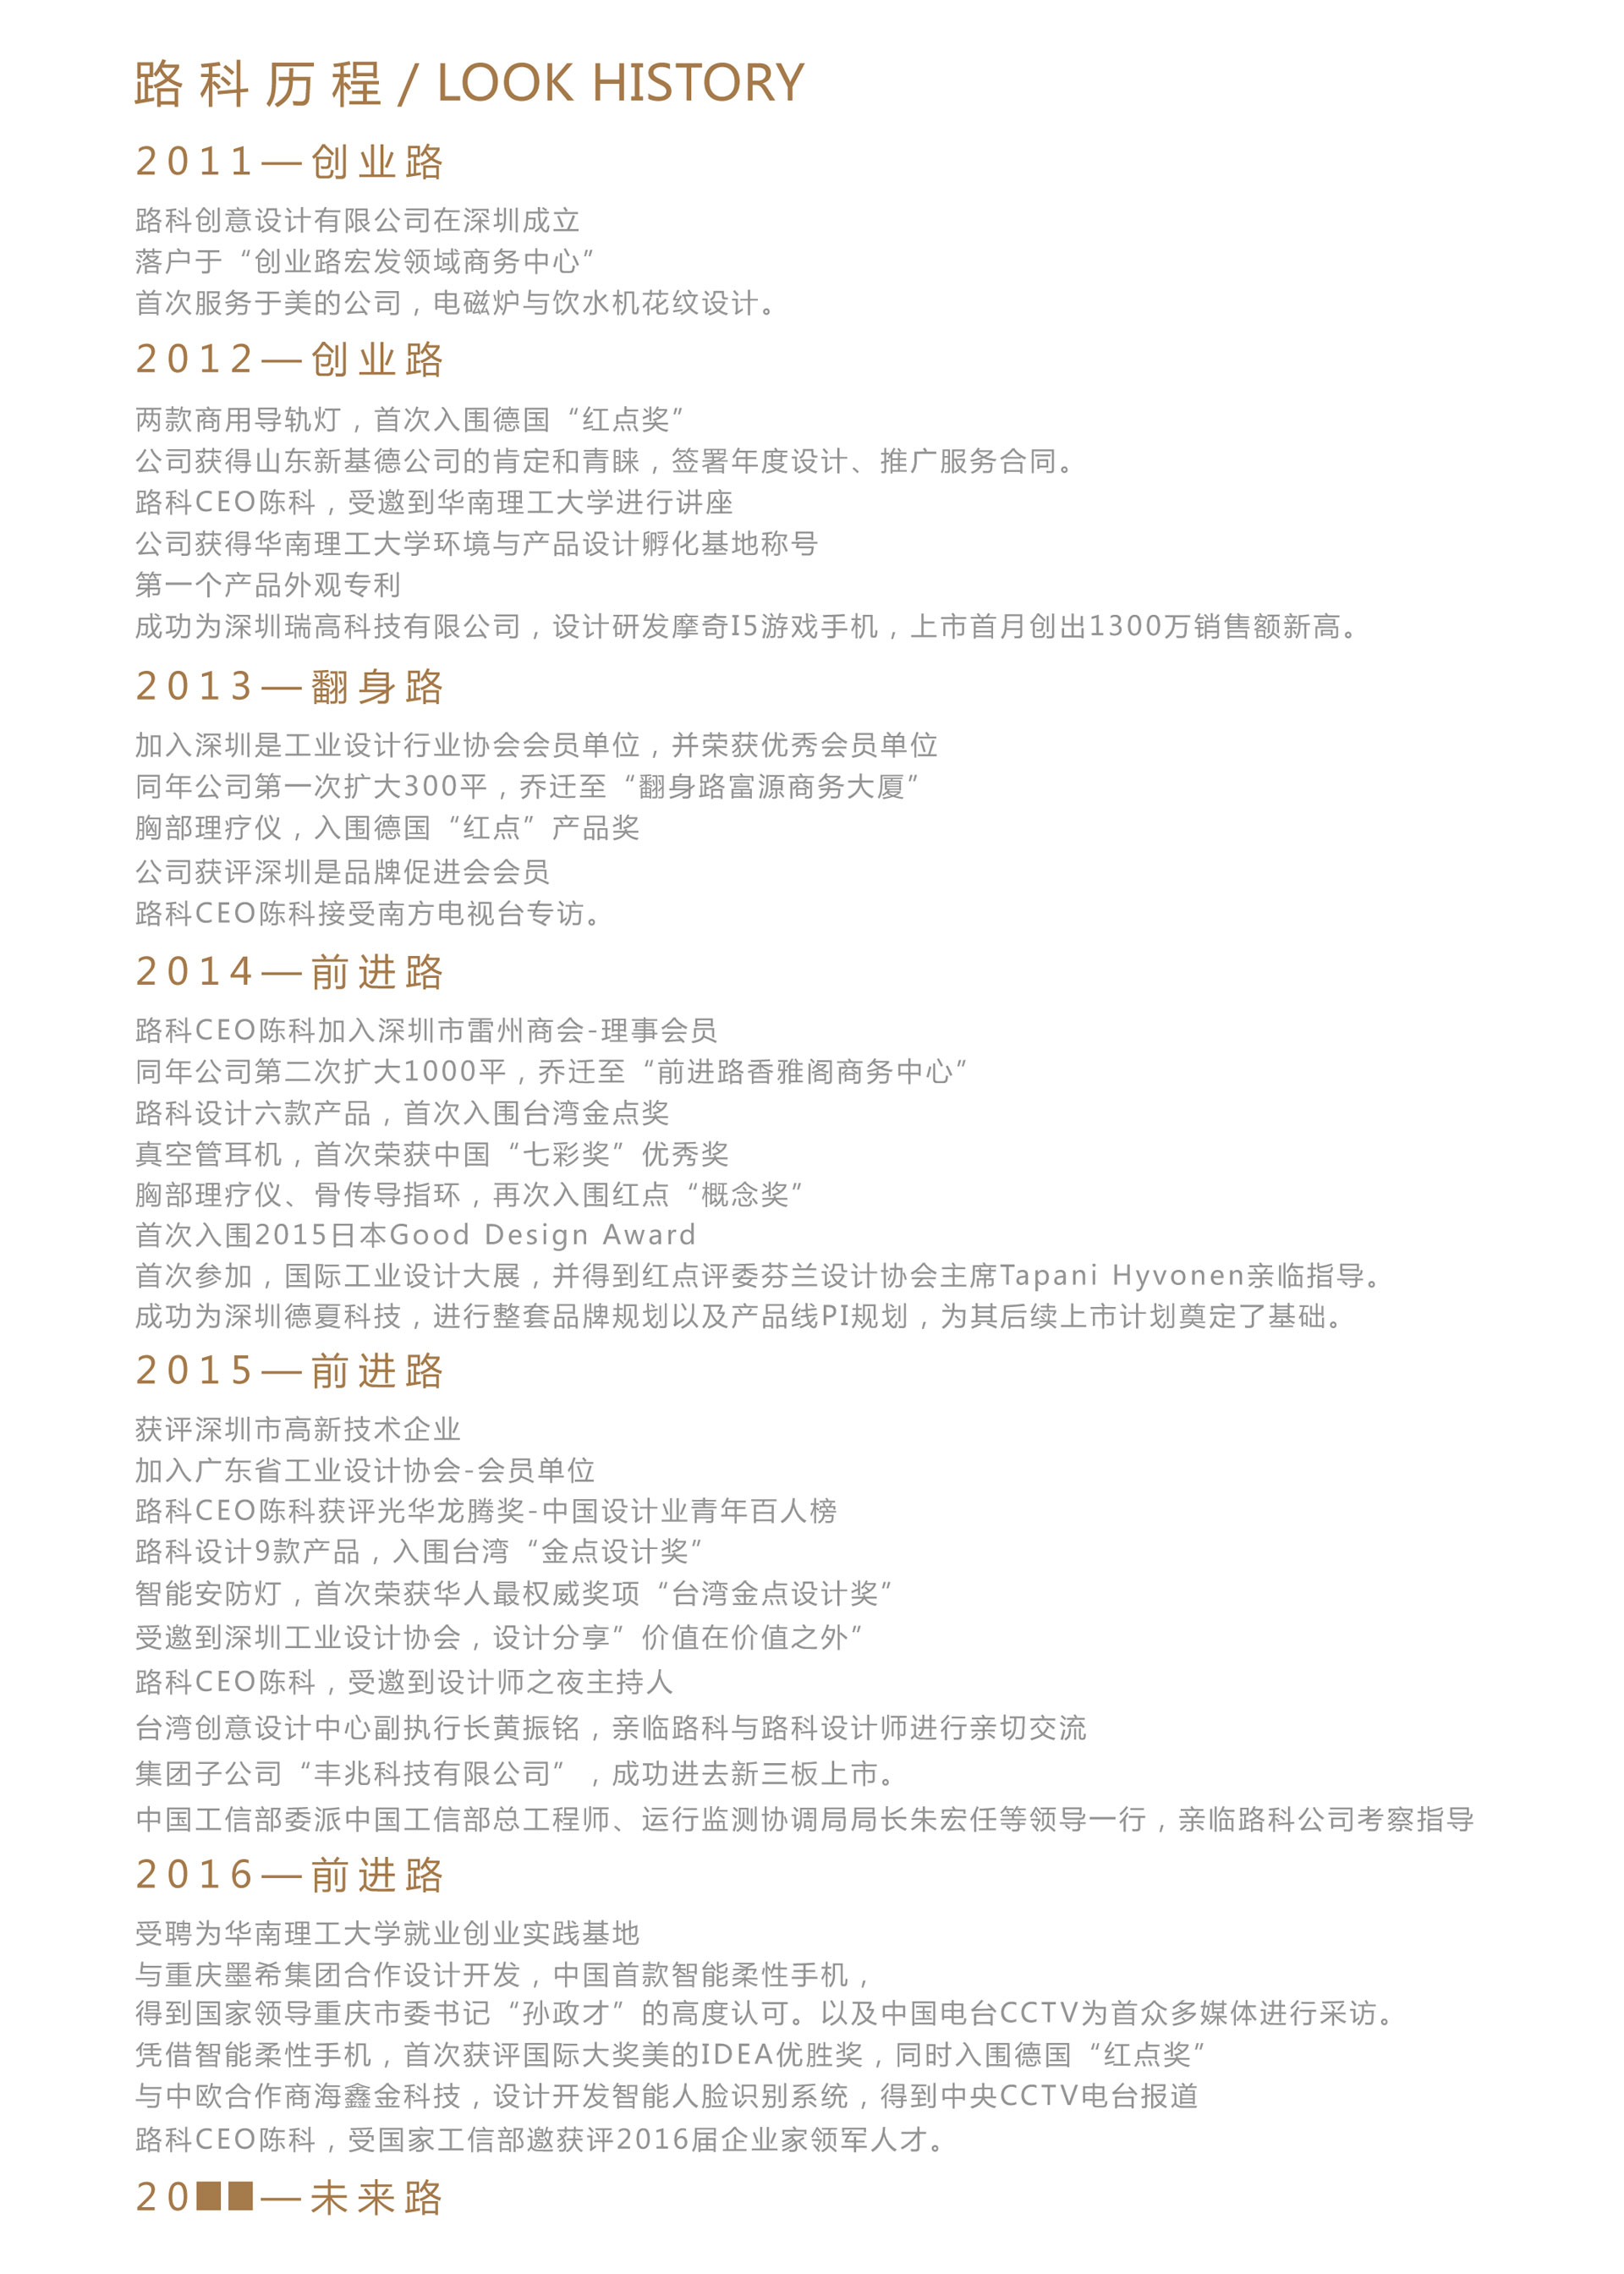 路科历程/LOOK HISTORY
2011—创业路
路科创意设计有限公司在深圳成立
落户于“创业路宏发领域商务中心”
首次服务于美的公司，电磁炉与饮水机花纹设计。
2012—创业路
两款商用导轨灯，首次入围德国“红点奖”
公司获得山东新基德公司的肯定和青睐，签署年度设计、推广服务合同。
路科CEO陈科，受邀到华南理工大学进行讲座
公司获得华南理工大学环境与产品设计孵化基地称号
第一个产品外观专利
成功为深圳瑞高科技有限公司，设计研发摩奇I5游戏手机，上市首月创出1300万销售额新高。
2013—翻身路
加入深圳是工业设计行业协会会员单位，并荣获优秀会员单位
同年公司第一次扩大300平，乔迁至“翻身路富源商务大厦”
胸部理疗仪，入围德国“红点”产品奖
公司获评深圳是品牌促进会会员
路科CEO陈科接受南方电视台专访。
2014—前进路
路科CEO陈科加入深圳市雷州商会-理事会员
同年公司第二次扩大1000平，乔迁至“前进路香雅阁商务中心”
路科设计六款产品，首次入围台湾金点奖
真空管耳机，首次荣获中国“七彩奖”优秀奖
胸部理疗仪、骨传导指环，再次入围红点“概念奖”
首次入围2015日本Good Design Award
首次参加，国际工业设计大展，并得到红点评委芬兰设计协会主席Tapani Hyvonen亲临指导。
成功为深圳德夏科技，进行整套品牌规划以及产品线PI规划，为其后续上市计划奠定了基础。
2015—前进路
获评深圳市高新技术企业
加入广东省工业设计协会-会员单位
路科CEO陈科获评光华龙腾奖-中国设计业青年百人榜
路科设计9款产品，入围台湾“金点设计奖”
智能安防灯，首次荣获华人最权威奖项“台湾金点设计奖”
受邀到深圳工业设计协会，设计分享”价值在价值之外”
路科CEO陈科，受邀到设计师之夜主持人
台湾创意设计中心副执行长黄振铭，亲临路科与路科设计师进行亲切交流
集团子公司“丰兆科技有限公司”，成功进去新三板上市。
中国工信部委派中国工信部总工程师、运行监测协调局局长朱宏任等领导一行，亲临路科公司考察指导
2016—前进路
受聘为华南理工大学就业创业实践基地
与重庆墨希集团合作设计开发，中国首款智能柔性手机，
得到国家领导重庆市委书记“孙政才”的高度认可。以及中国电台CCTV为首众多媒体进行采访。
凭借智能柔性手机，首次获评国际大奖美的IDEA优胜奖，同时入围德国“红点奖”
与中欧合作商海鑫金科技，设计开发智能人脸识别系统，得到中央CCTV电台报道
路科CEO陈科，受国家工信部邀获评2016届企业家领军人才。
20■■—未来路